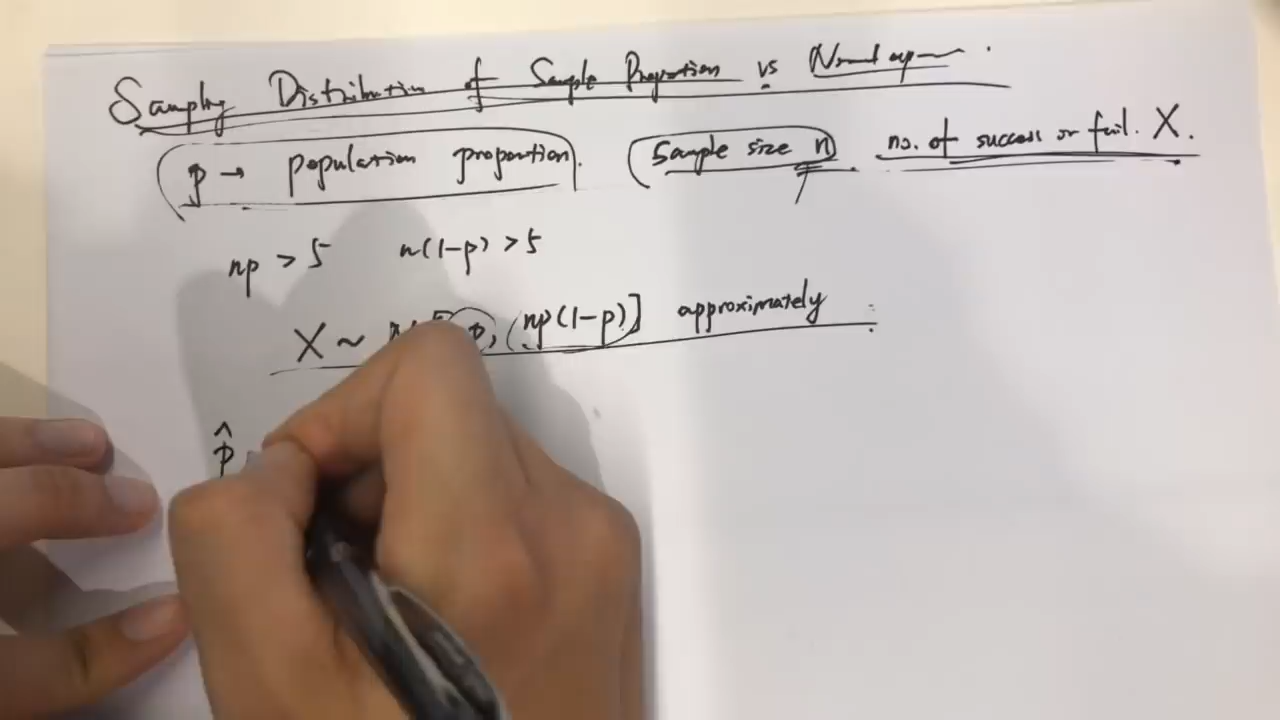 Sampling Distribution of Sample Proportion vs Normal
p → population proportion. Sample size n. no. of success or fail. X.
np > 5 n(1-p) > 5
X ~ p, np(1-p)] approximately
p̂